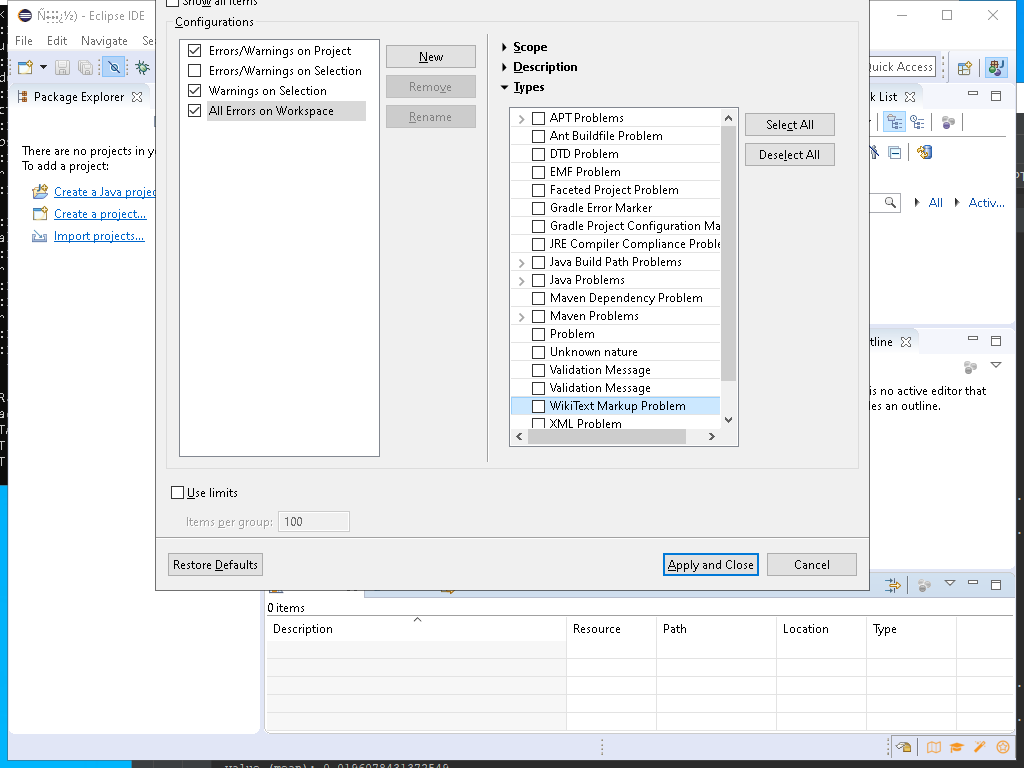 Show all items
- Eclipse IDE
File Edit Navigate Se
Quick Access
Package Explorer
k List
There are no projects in y
To add a project:
Create a Java projec
Create a project...
Import projects...
Configurations
Errors/Warnings on Project
Errors/Warnings on Selection
Warnings on Selection
All Errors on Workspace
New
Remove
Rename
Scope
Description
Types
APT Problems
Ant Buildfile Problem
DTD Problem
EMF Problem
Faceted Project Problem
Gradle Error Marker
Gradle Project Configuration Ma
JRE Compiler Compliance Proble
Java Build Path Problems
Java Problems
Maven Dependency Problem
Maven Problems
Problem
Unknown nature
Validation Message
Validation Message
WikiText Markup Problem
XML Problem
Select All
Deselect All
All Activ...
tline
is no active editor that
es an outline.
Use limits
Items per group: 100
Restore Defaults
Apply and Close
Cancel
0 items
Description Resource Path Location Type
value (mean): 0.0196078431372549